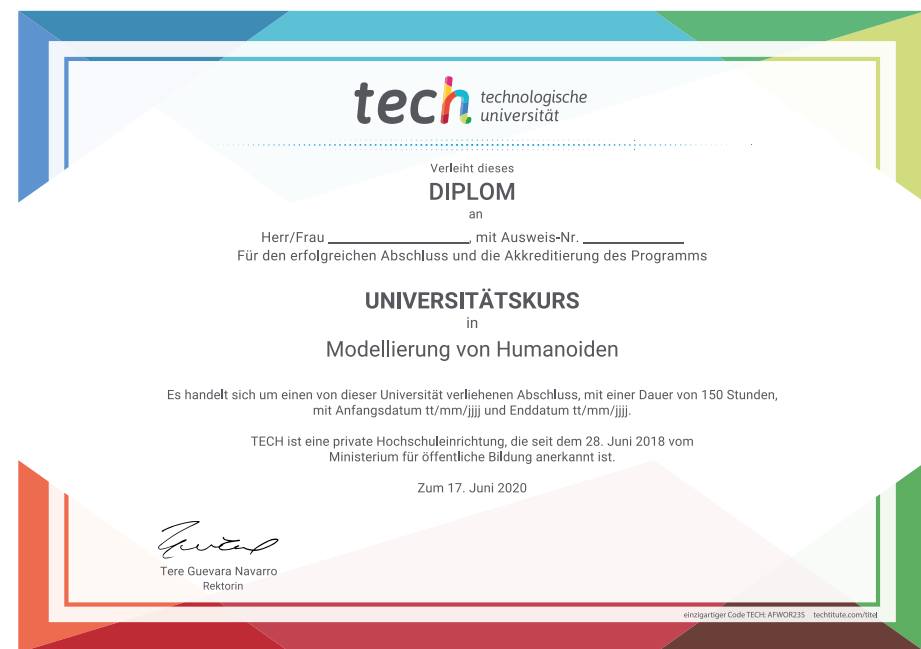 tech technologische
universität
Verleiht dieses
DIPLOM
an
Herr/Frau ____________________, mit Ausweis-Nr. ______________
Für den erfolgreichen Abschluss und die Akkreditierung des Programms
UNIVERSITÄTSKURS
in
Modellierung von Humanoiden
Es handelt sich um einen von dieser Universität verliehenen Abschluss, mit einer Dauer von 150 Stunden,
mit Anfangsdatum tt/mm/jjjj und Enddatum tt/mm/jjjj.
TECH ist eine private Hochschuleinrichtung, die seit dem 28. Juni 2018 vom
Ministerium für öffentliche Bildung anerkannt ist.
Zum 17. Juni 2020
Tere Guevara Navarro
Rektorin
einzigartiger Code TECH: AFWOR23S techtitute.com/titel